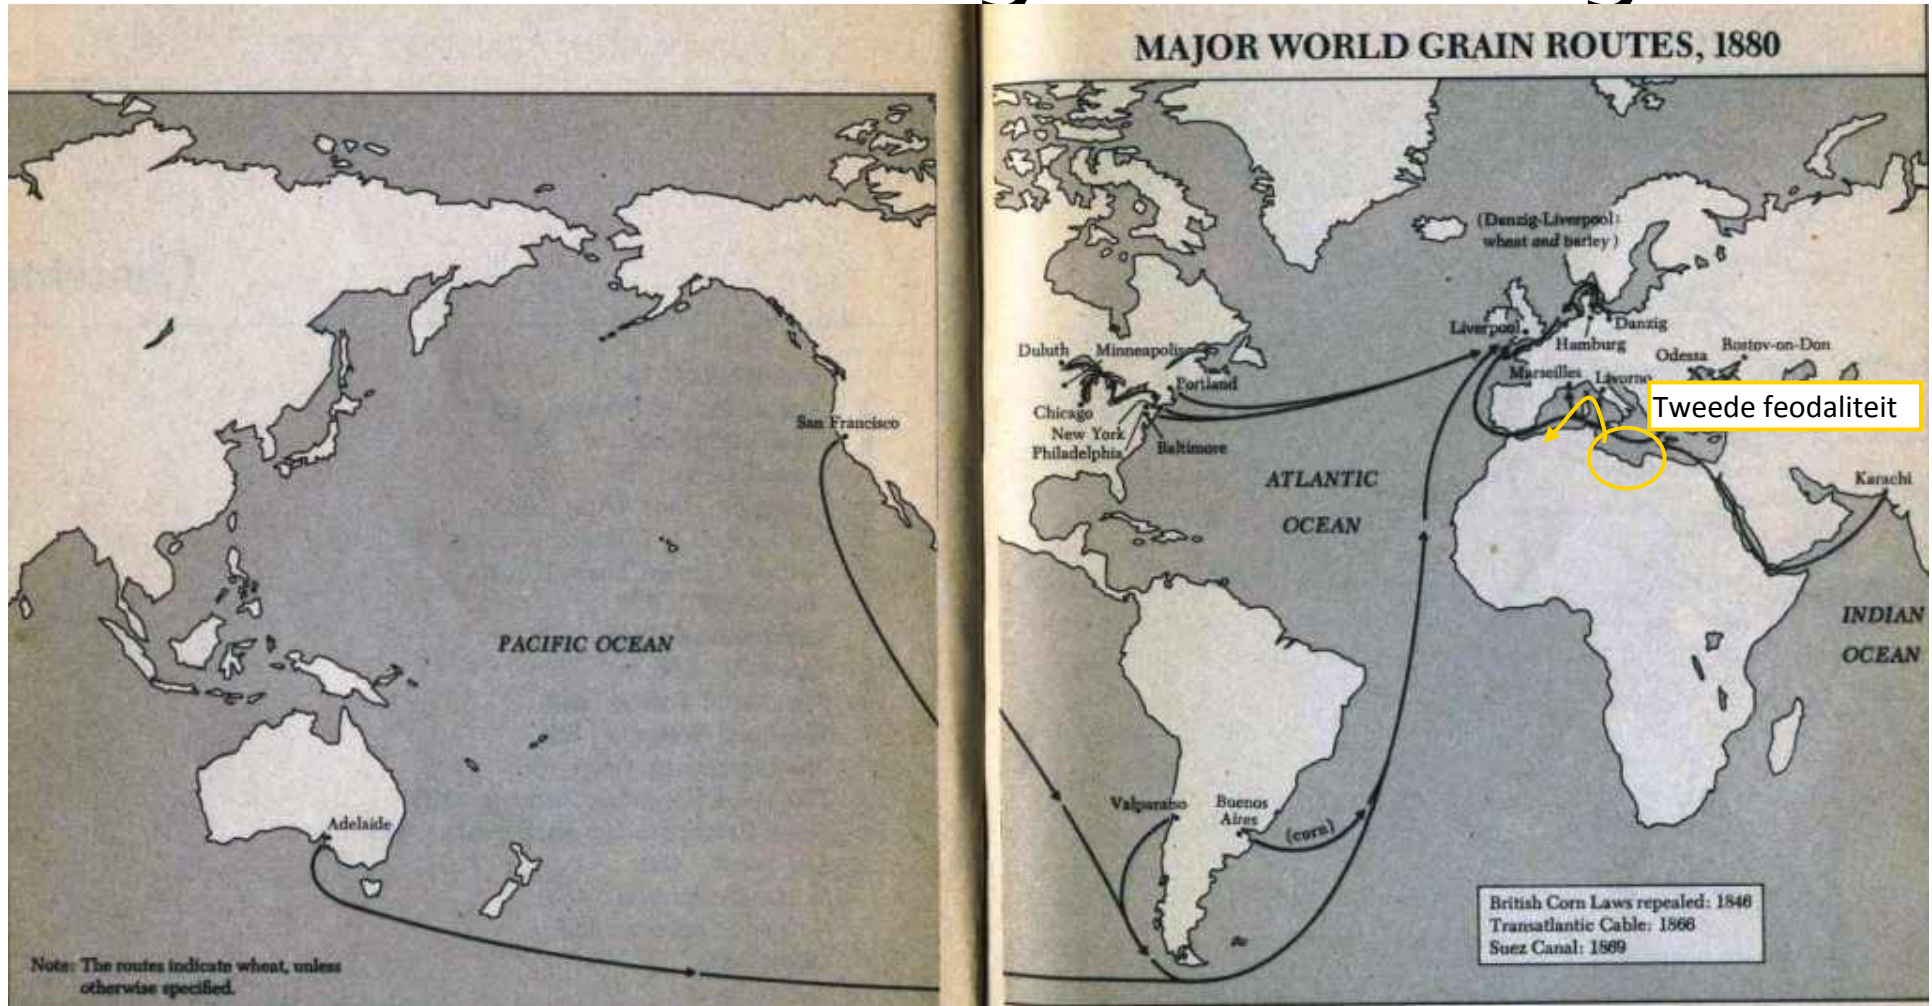 MAJOR WORLD GRAIN ROUTES, 1880
(Danzig-Liverpool:
wheat and barley)
Liverpool
Danzig
Hamburg
Duluth
Minneapolis
Odessa
Rostov-on-Don
Marseilles
Livorno
Portland
Tweede feodaliteit
Chicago
New York
Philadelphia
Baltimore
San Francisco
ATLANTIC
OCEAN
Karachi
PACIFIC OCEAN
INDIAN
OCEAN
Valparaiso
Buenos
Aires
(corn)
Adelaide
British Corn Laws repealed: 1846
Transatlantic Cable: 1866
Suez Canal: 1869
Note: The routes indicate wheat, unless
otherwise specified.